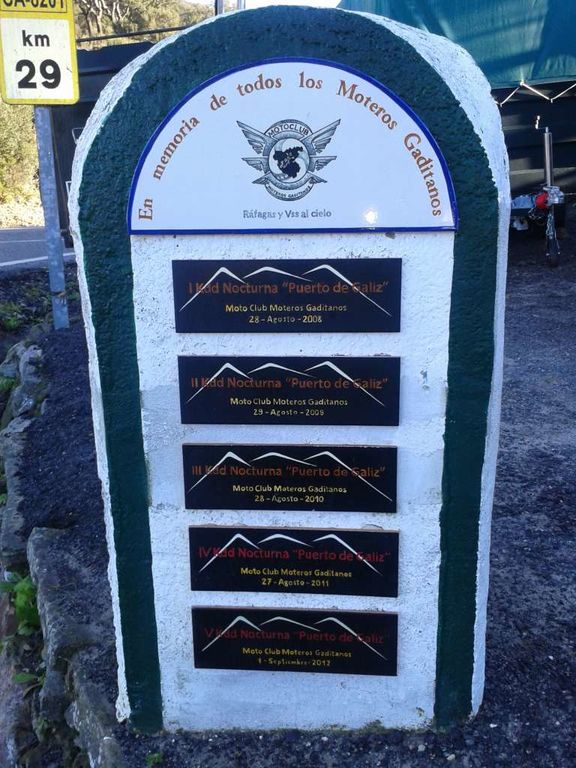 CA-8201
km
29
En memoria de todos los Moteros Gaditanos
MOTOCLUB
MOTEROS GADITANOS
Ráfagas y Vss al cielo
I Kdd Nocturna "Puerto de Galiz"
Moto Club Moteros Gaditanos
28 - Agosto - 2008
II Kdd Nocturna "Puerto de Galiz"
Moto Club Moteros Gaditanos
29 - Agosto - 2009
III Kdd Nocturna "Puerto de Galiz"
Moto Club Moteros Gaditanos
28 - Agosto - 2010
IV Kdd Nocturna "Puerto de Galiz"
Moto Club Moteros Gaditanos
27 - Agosto - 2011
V Kdd Nocturna "Puerto de Galiz"
Moto Club Moteros Gaditanos
1 - Septiembre - 2012